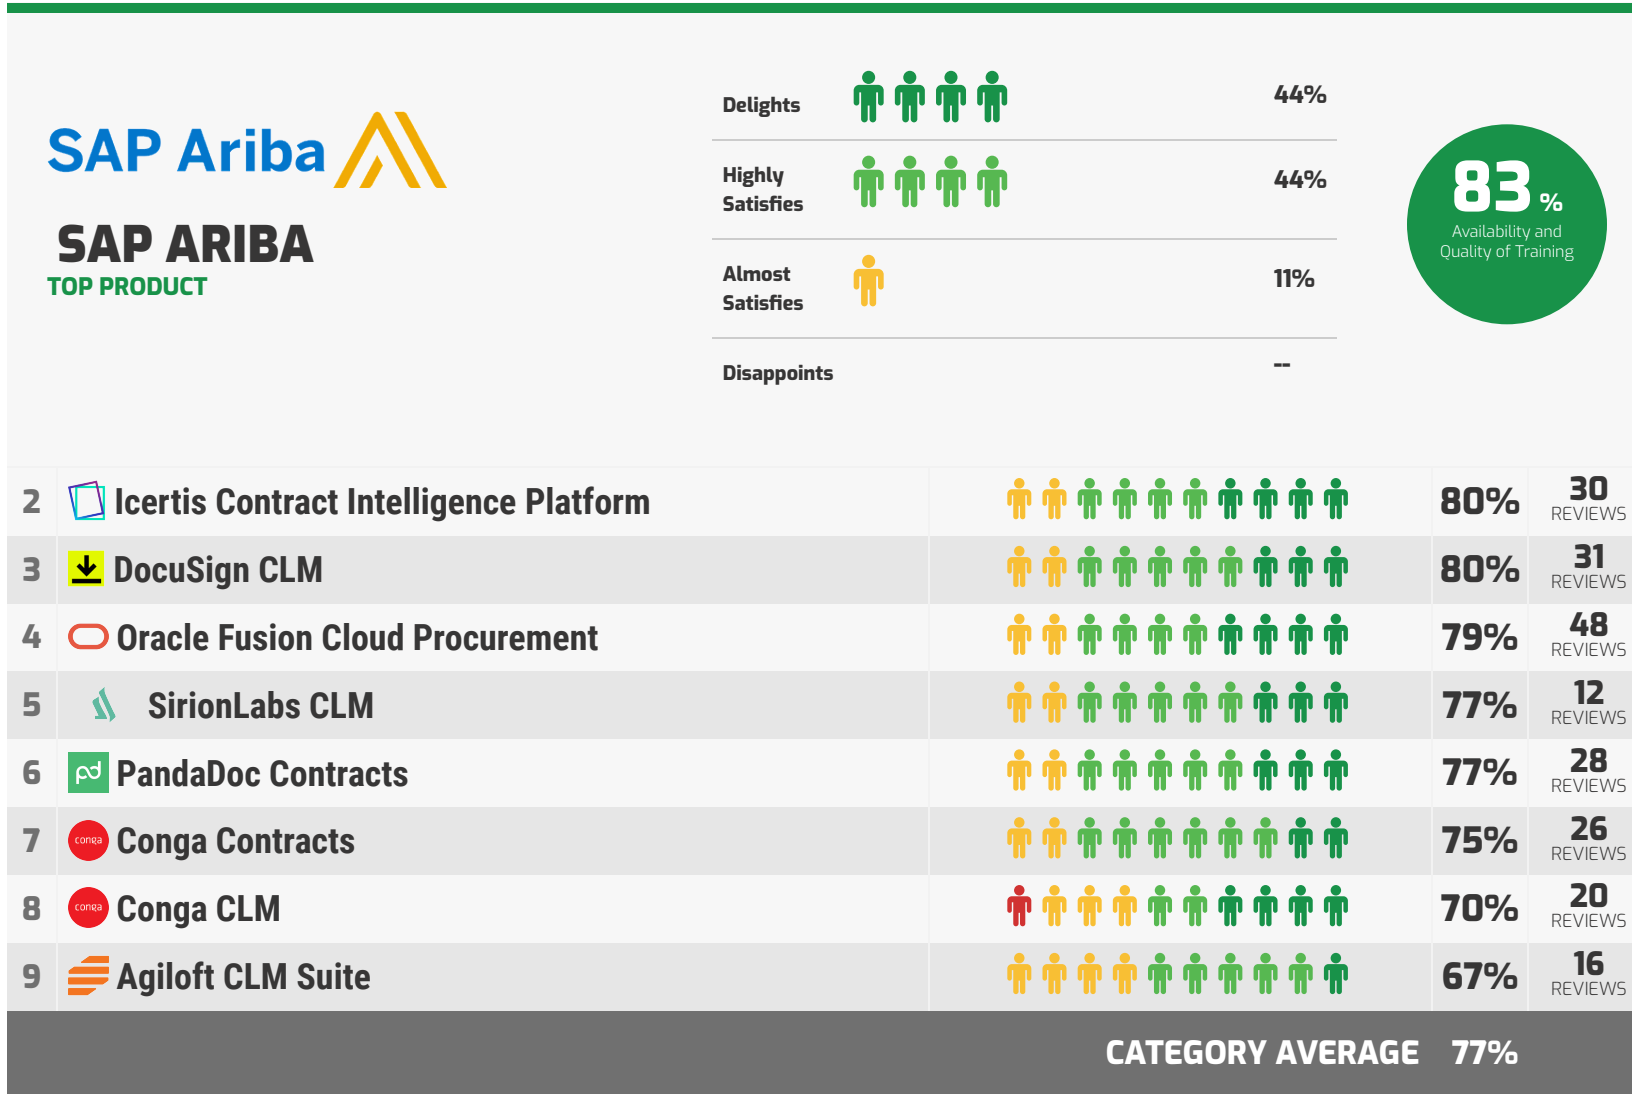 SAP Ariba
SAP ARIBA
TOP PRODUCT
Delights 44%
Highly
Satisfies 44%
Almost
Satisfies 11%
Disappoints --
83 %
Availability and
Quality of Training
2 Icertis Contract Intelligence Platform 80% 30
REVIEWS
3 DocuSign CLM 80% 31
REVIEWS
4 Oracle Fusion Cloud Procurement 79% 48
REVIEWS
5 SirionLabs CLM 77% 12
REVIEWS
6 pd PandaDoc Contracts 77% 28
REVIEWS
7 conga Conga Contracts 75% 26
REVIEWS
8 conga Conga CLM 70% 20
REVIEWS
9 Agiloft CLM Suite 67% 16
REVIEWS
CATEGORY AVERAGE 77%